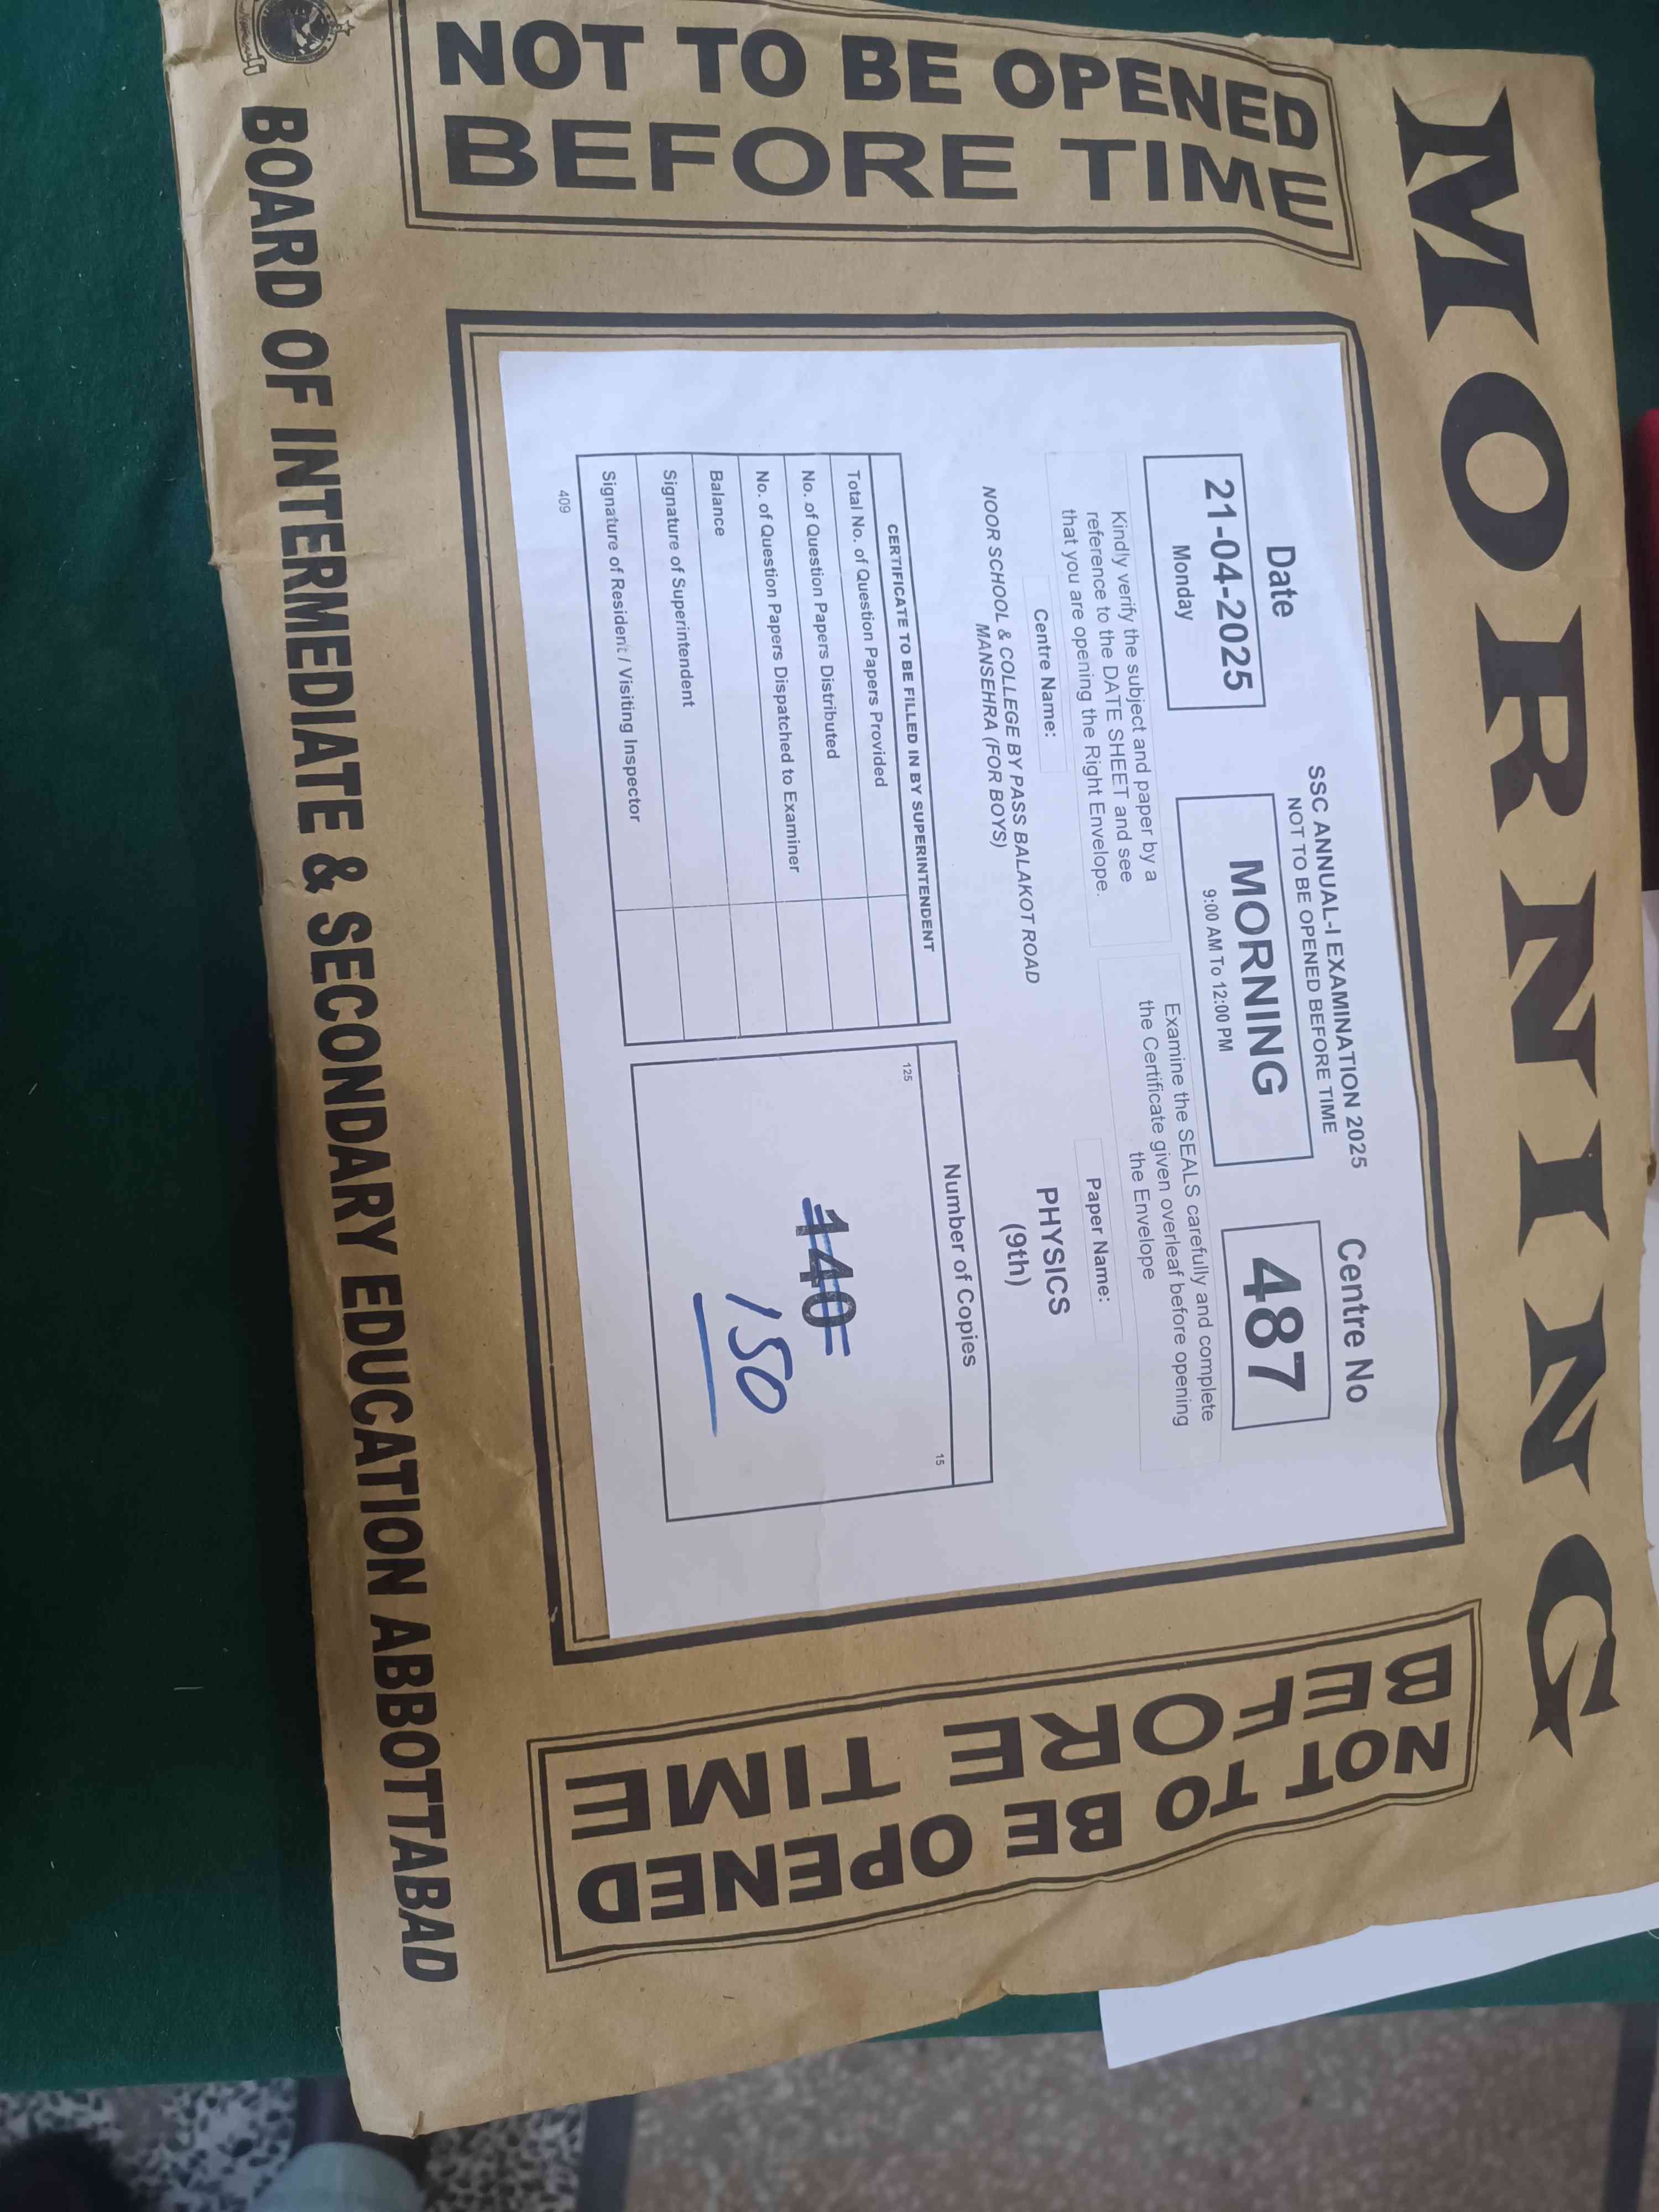 MORNING
NOT TO BE OPENED
BEFORE TIME
SSC ANNUAL-I EXAMINATION 2025
NOT TO BE OPENED BEFORE TIME
Date
21-04-2025
Monday
MORNING
9:00 AM To 12:00 PM
Centre No
487
Kindly verify the subject and paper by a
reference to the DATE SHEET and see
that you are opening the Right Envelope.
Examine the SEALS carefully and complete
the Certificate given overleaf before opening
the Envelope
Centre Name:
NOOR SCHOOL & COLLEGE BY PASS BALAKOT ROAD
MANSEHRA (FOR BOYS)
Paper Name:
PHYSICS
(9th)
CERTIFICATE TO BE FILLED IN BY SUPERINTENDENT
Total No. of Question Papers Provided
No. of Question Papers Distributed
No. of Question Papers Dispatched to Examiner
Balance
Signature of Superintendent
Signature of Resident / Visiting Inspector
409
Number of Copies
125
15
140
150
NOT TO BE OPENED
BEFORE TIME
BOARD OF INTERMEDIATE & SECONDARY EDUCATION ABBOTTABAD